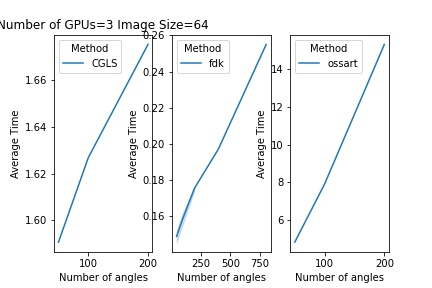 Number of GPUs=3 Image Size=64
Method
CGLS
Average Time
1.66
1.64
1.62
1.60
100
200
Number of angles
Method
fdk
Average Time
0.26
0.24
0.22
0.20
0.18
0.16
250
500
750
Number of angles
Method
ossart
Average Time
14
12
10
8
6
100
200
Number of angles